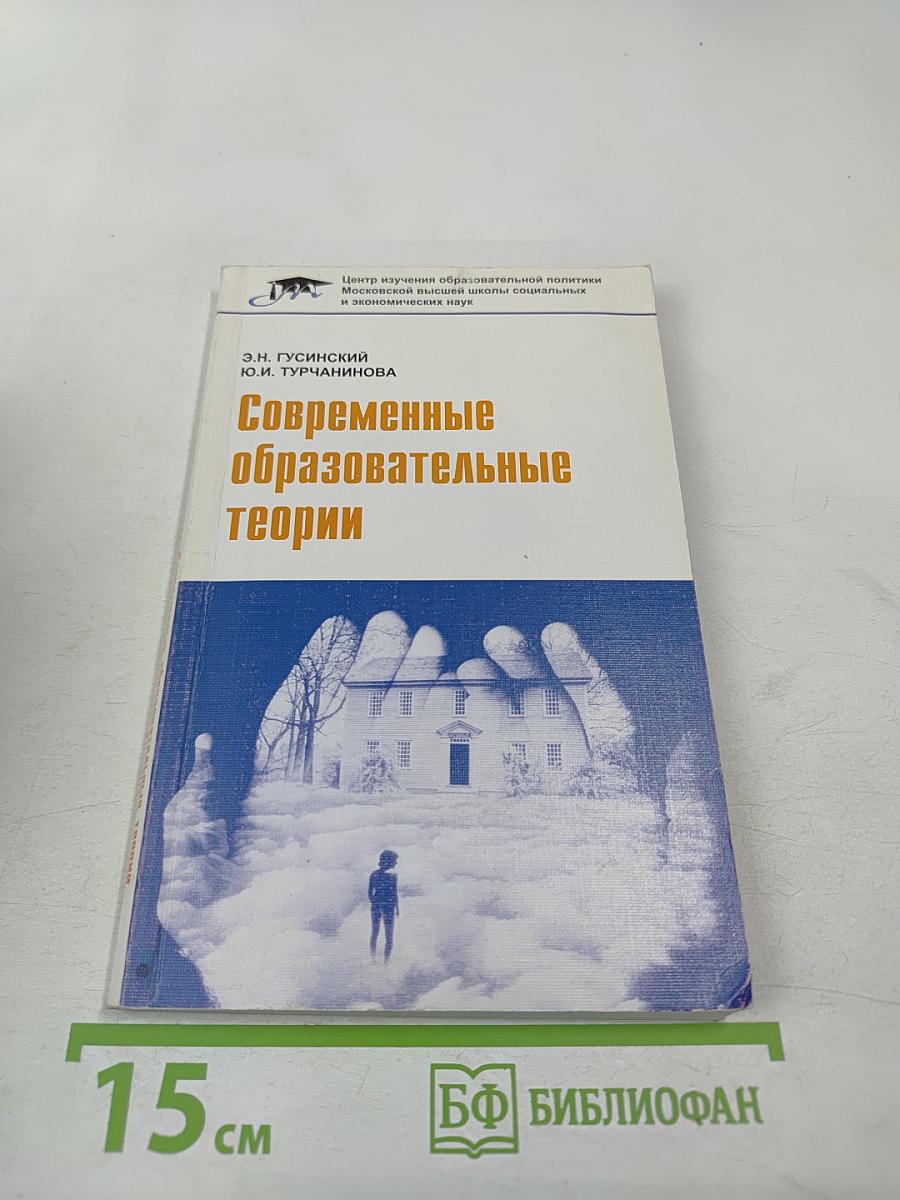 Центр изучения образовательной политики
Московской высшей школы социальных
и экономических наук
Э.Н. ГУСИНСКИЙ
Ю.И. ТУРЧАНИНОВА
Современные
образовательные
теории
ШКОЛА
15 см
БФ БИБЛИОФАН